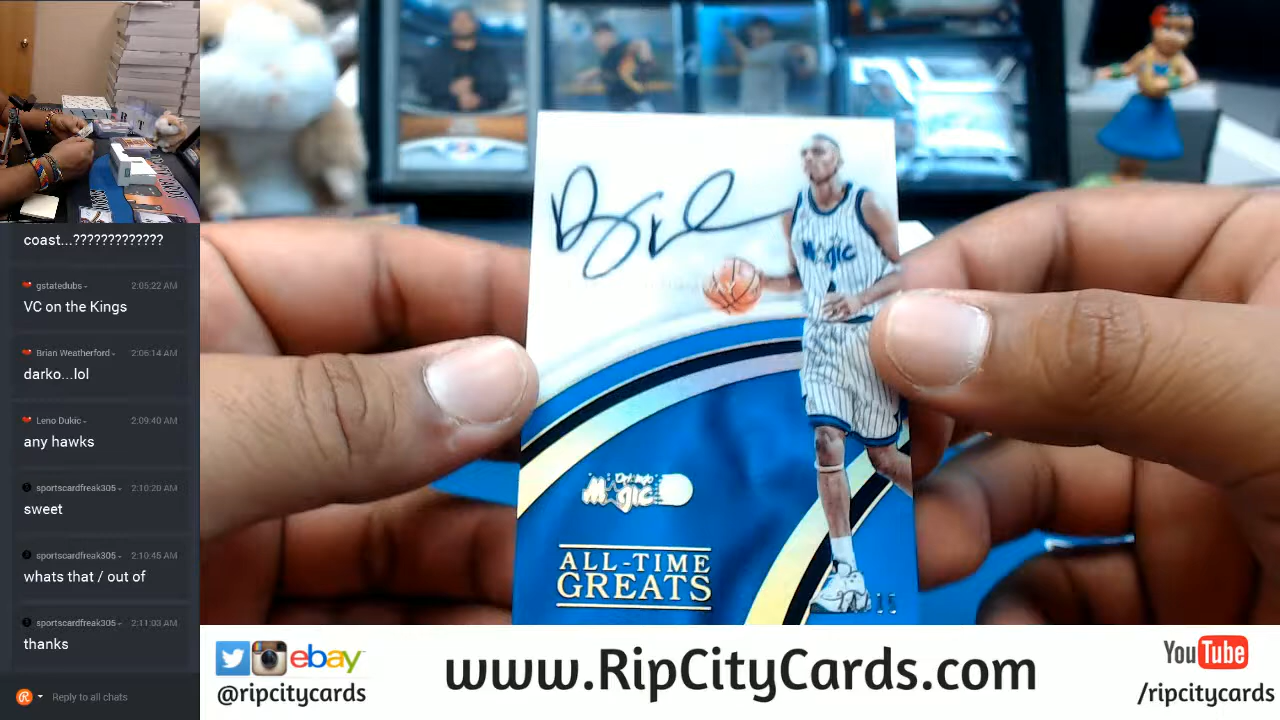 coast...?????????????
gstatedubs 2:05:22 AM
VC on the Kings
Brian Weatherford 2:06:14 AM
darko...lol
Leno Dukic 2:09:40 AM
any hawks
sportscardfreak305 2:10:20 AM
sweet
sportscardfreak305 2:10:45 AM
whats that / out of
sportscardfreak305 2:11:03 AM
thanks
Reply to all chats
Magic
Orlando
Magic
ALL-TIME
GREATS
ebay
@ripcitycards
www.RipCityCards.com
YouTube
/ripcitycards